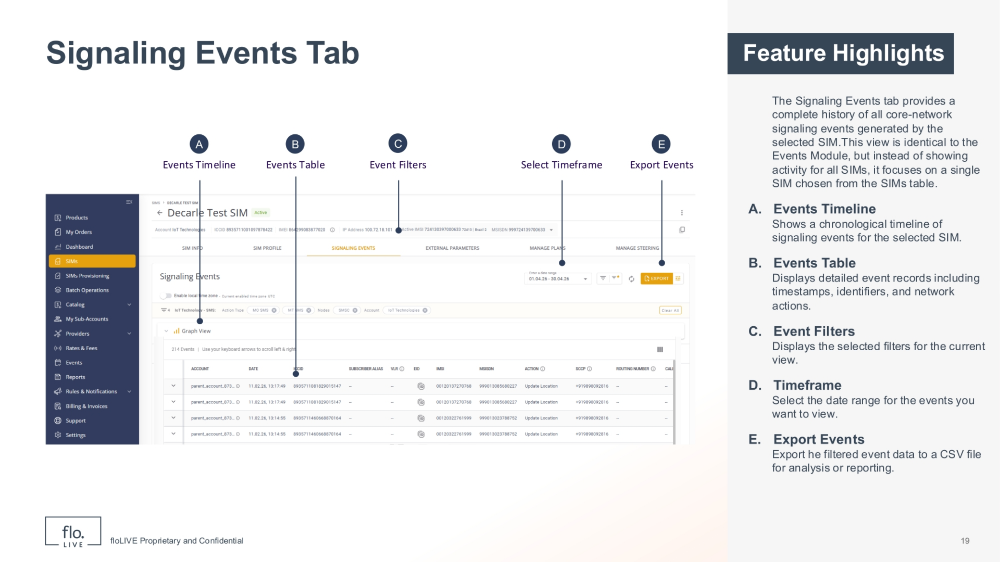 Signaling Events Tab
Feature Highlights
The Signaling Events tab provides a
complete history of all core-network
signaling events generated by the
selected SIM.This view is identical to the
Events Module, but instead of showing
activity for all SIMs, it focuses on a single
SIM chosen from the SIMs table.
A. Events Timeline
Shows a chronological timeline of
signaling events for the selected SIM.
B. Events Table
Displays detailed event records including
timestamps, identifiers, and network
actions.
C. Event Filters
Displays the selected filters for the current
view.
D. Timeframe
Select the date range for the events you
want to view.
E. Export Events
Export he filtered event data to a CSV file
for analysis or reporting.
A B C D E
Events Timeline Events Table Event Filters Select Timeframe Export Events
Products
My Orders
Dashboard
SIMs
SIMs Provisioning
Batch Operations
Catalog
My Sub-Accounts
Providers
Rates & Fees
Events
Reports
Rules & Notifications
Billing & Invoices
Support
Settings
SIMS › DECARLE TEST SIM
Decarle Test SIM Active
Account IoT Technologies ICCID 8935711001097878422 IMEI 864299083877020 IP Address 100.72.18.101 Active IMSI 724130397000633 72413 | Brazil 2 MSISDN 999724139700633
SIM INFO SIM PROFILE SIGNALING EVENTS EXTERNAL PARAMETERS MANAGE PLANS MANAGE STEERING
Signaling Events
Enter a date range
01.04.26 - 30.04.26 EXPORT
Enable local time zone - Current enabled time zone UTC
4 IoT Technology - SMS: Action Type MO SMS MT SMS Nodes SMSC Account IoT Technologies Clear All
Graph View
214 Events | Use your keyboard arrows to scroll left & right
ACCOUNT DATE ICCID SUBSCRIBER ALIAS VLR EID IMSI MSISDN ACTION SCCP ROUTING NUMBER CALL
parent_account_873... 11.02.26, 13:17:49 8935711081829015147 -- -- 00120137270768 999013085680227 Update Location +919898092816 -- --
parent_account_873... 11.02.26, 13:17:49 8935711081829015147 -- -- 00120137270768 999013085680227 Update Location +919898092816 -- --
parent_account_873... 11.02.26, 13:14:55 8935711460668870164 -- -- 00120322761999 999013023788752 Update Location +919898092816 -- --
parent_account_873... 11.02.26, 13:14:55 8935711460668870164 -- -- 00120322761999 999013023788752 Update Location +919898092816 -- --
flo.
LIVE
floLIVE Proprietary and Confidential
19